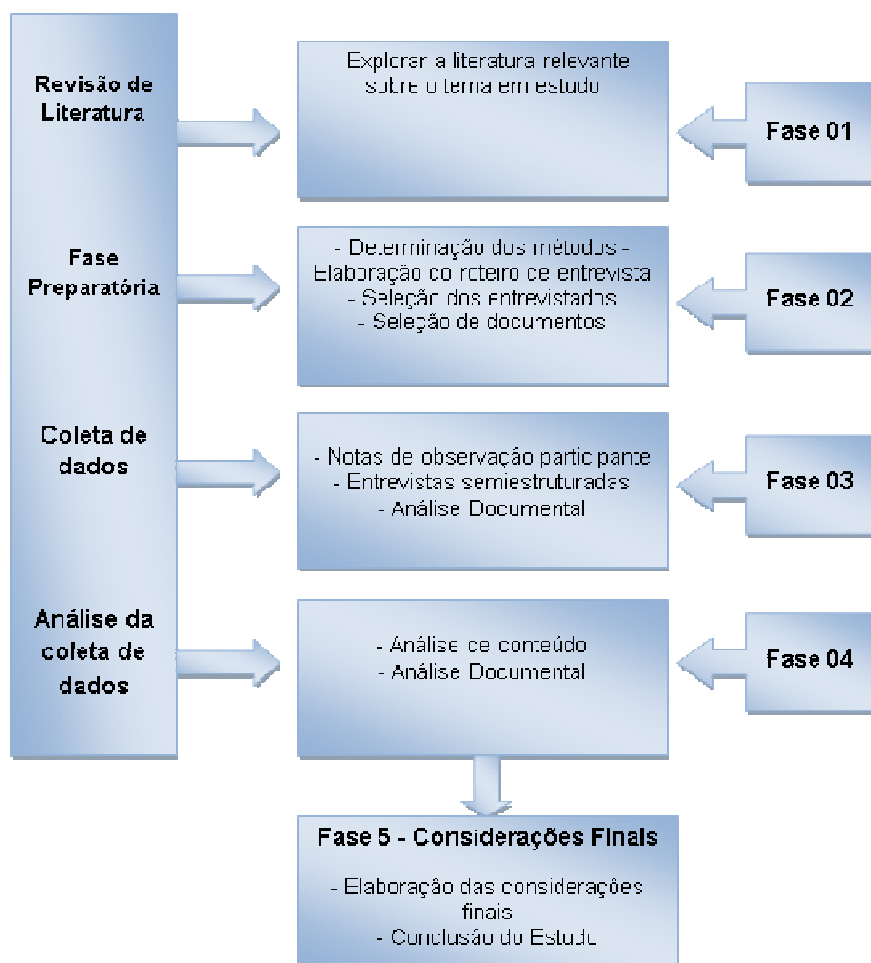 Revisão de
Literatura
Explorar a literatura relevante
sobre o tema em estudo
Fase 01
Fase
Preparatória
- Determinação dos métodos -
Elaboração do roteiro de entrevista
- Seleção dos entrevistados
- Seleção de documentos
Fase 02
Coleta de
dados
- Notas de observação participante
- Entrevistas semiestruturadas
- Análise Documental
Fase 03
Análise da
coleta de
dados
- Análise de conteúdo
- Análise Documental
Fase 04
Fase 5 - Considerações Finais
- Elaboração das considerações
finais
- Conclusão do Estudo